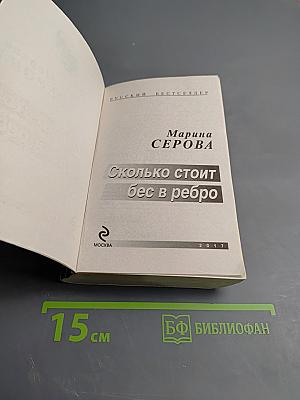 РУССКИЙ БЕСТСЕЛЛЕР
Марина
СЕРОВА
Сколько стоит
бес в ребро
МОСКВА
2017
15 см
БФ БИБЛИОФАН